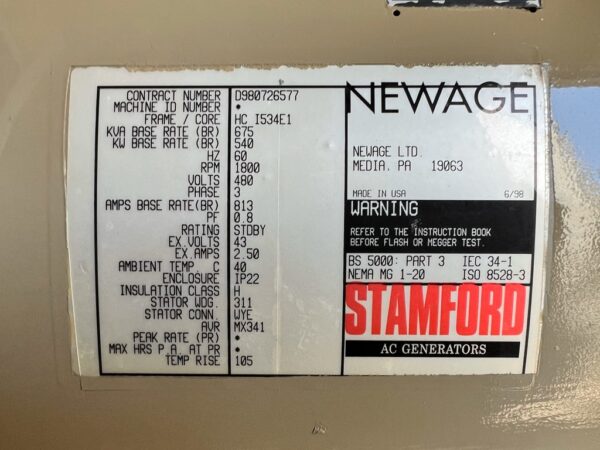 CONTRACT NUMBER D980726577
MACHINE ID NUMBER •
FRAME / CORE HC I534E1
KVA BASE RATE (BR) 675
KW BASE RATE (BR) 540
HZ 60
RPM 1800
VOLTS 480
PHASE 3
AMPS BASE RATE(BR) 813
PF 0.8
RATING STDBY
EX.VOLTS 43
EX.AMPS 2.50
AMBIENT TEMP C 40
ENCLOSURE IP22
INSULATION CLASS H
STATOR WDG. 311
STATOR CONN. WYE
AVR MX341
PEAK RATE (PR) •
MAX HRS P.A. AT PR •
TEMP RISE 105
NEWAGE
NEWAGE LTD.
MEDIA, PA 19063
MADE IN USA 6/98
WARNING
REFER TO THE INSTRUCTION BOOK
BEFORE FLASH OR MEGGER TEST.
BS 5000: PART 3 IEC 34-1
NEMA MG 1-20 ISO 8528-3
STAMFORD
AC GENERATORS